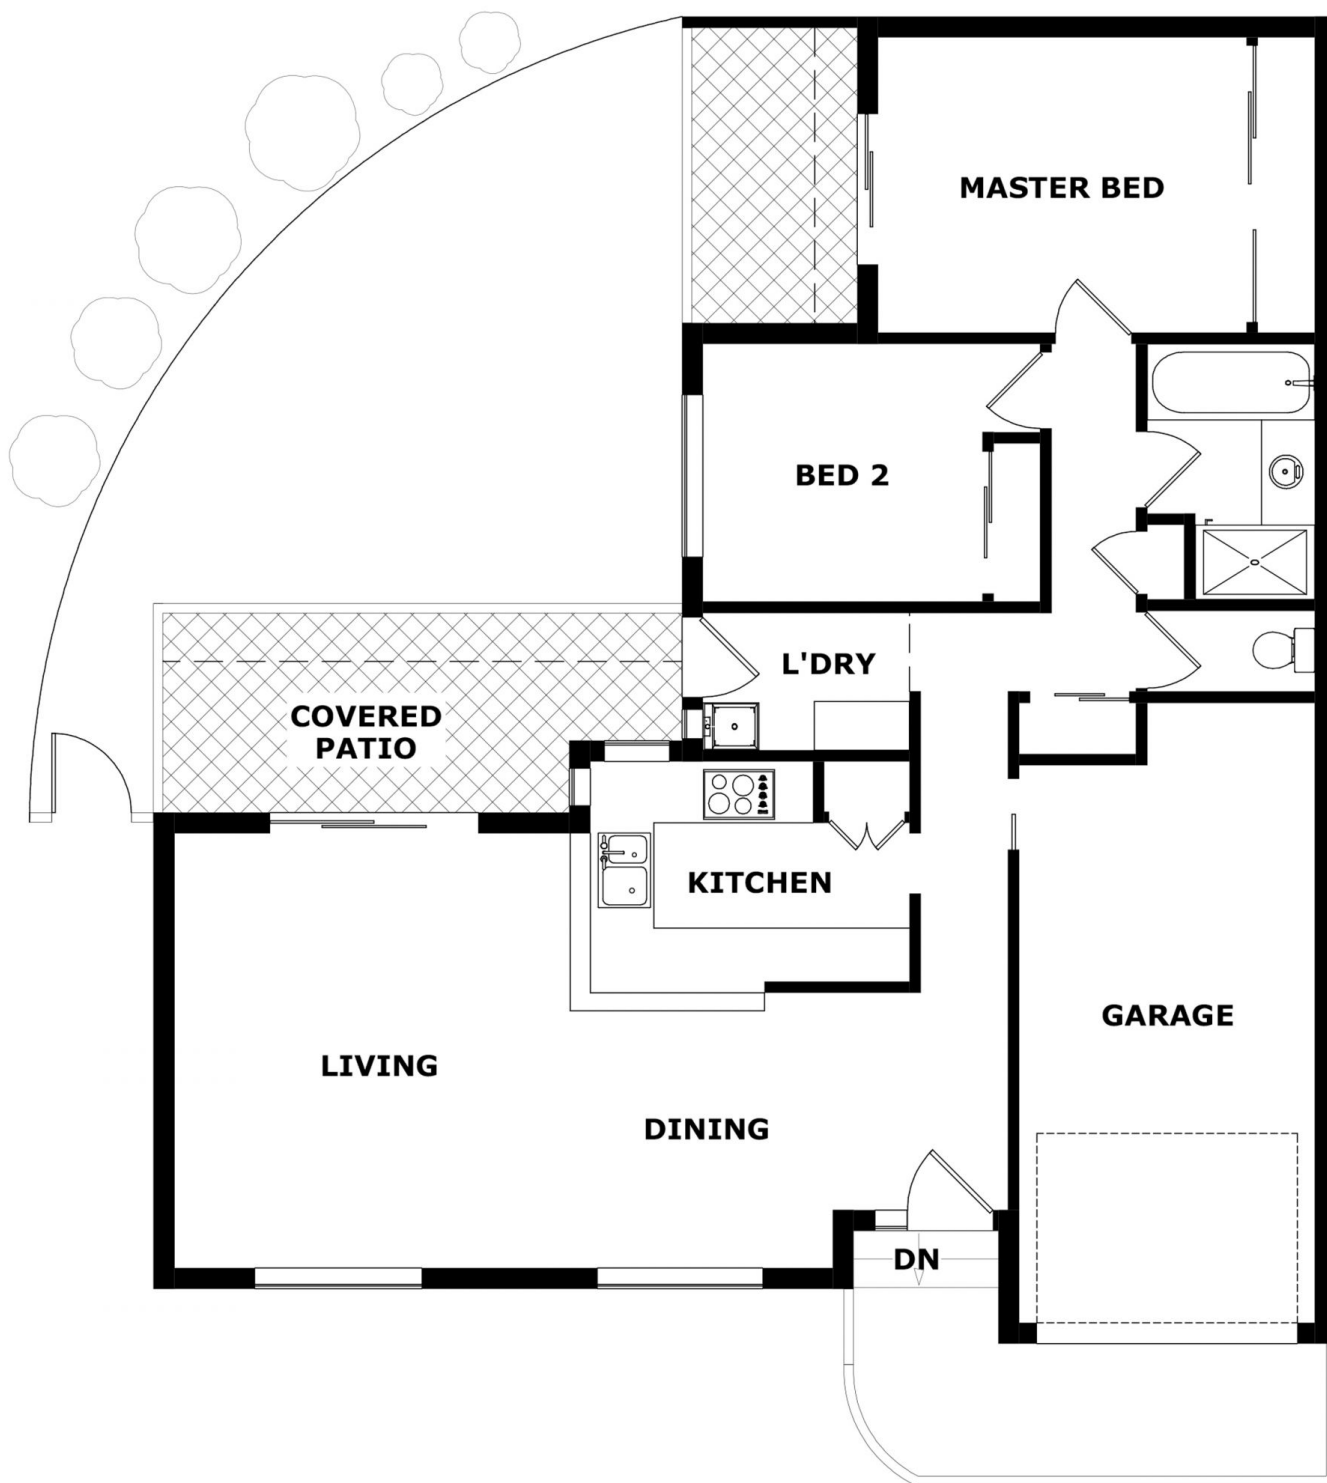 MASTER BED
BED 2
L'DRY
COVERED
PATIO
KITCHEN
GARAGE
LIVING
DINING
DN